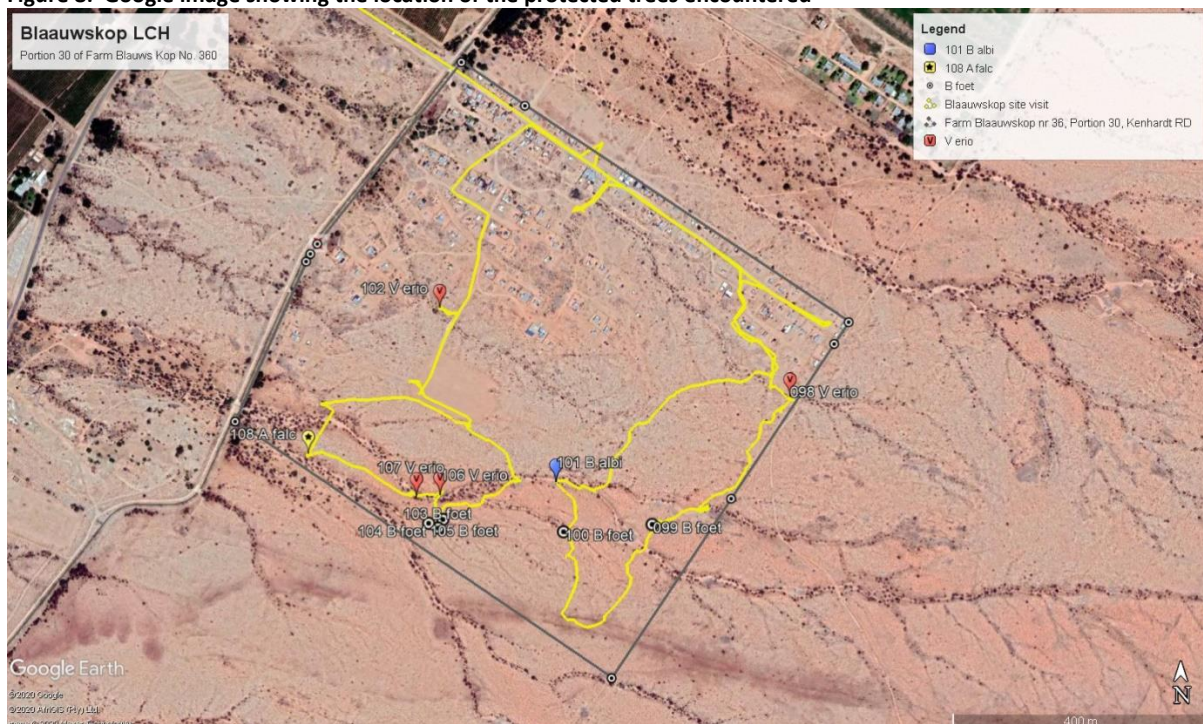 Figure 8: Google image showing the location of the protected trees encountered
Blaauwskop LCH
Portion 30 of Farm Blauws Kop No. 360
Legend
101 B albi
108 A falc
B foet
Blaauwskop site visit
Farm Blaauwskop nr 36, Portion 30, Kenhardt RD
V erio
102 V erio
098 V erio
108 A falc
107 V erio
106 V erio
101 B albi
103 B foet
104 B foet
105 B foet
100 B foet
099 B foet
Google Earth
©2020 Google
©2020 AfriGIS (Pty) Ltd.
400 m
N